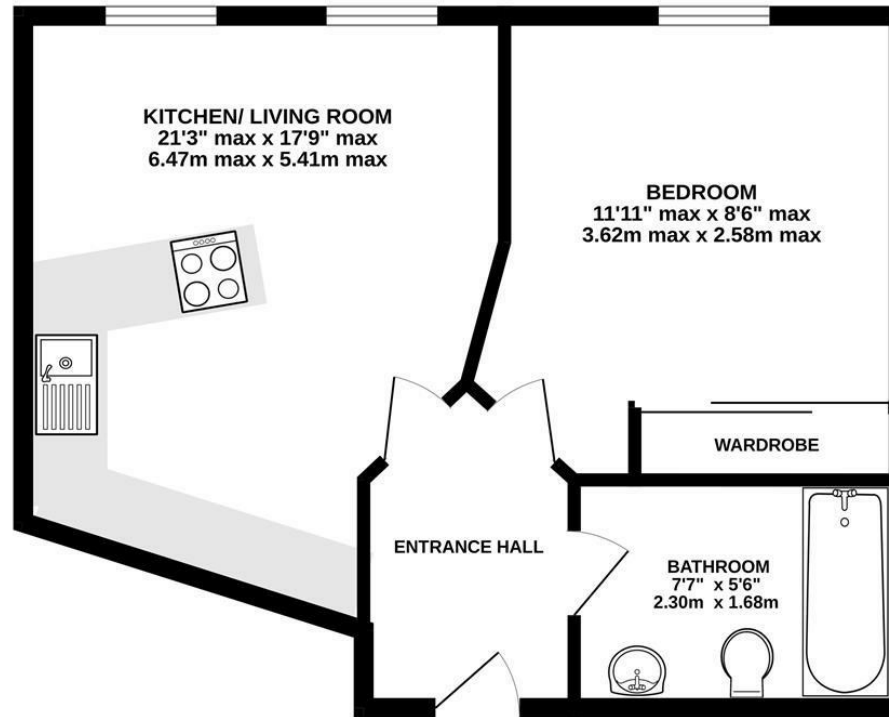 KITCHEN/ LIVING ROOM
21'3" max x 17'9" max
6.47m max x 5.41m max
BEDROOM
11'11" max x 8'6" max
3.62m max x 2.58m max
WARDROBE
ENTRANCE HALL
BATHROOM
7'7" x 5'6"
2.30m x 1.68m